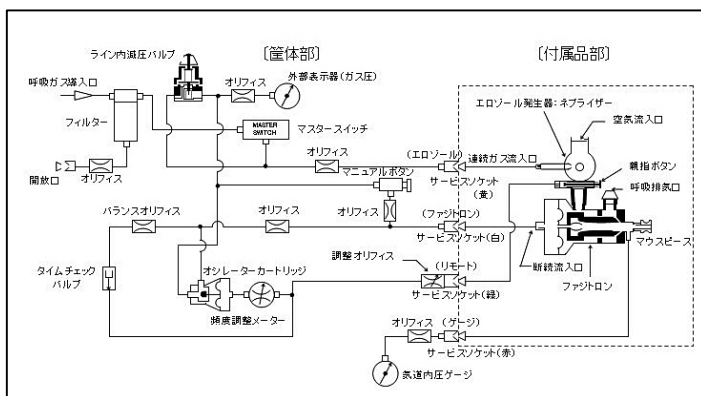 ライン内減圧バルブ
〔筐体部〕
〔付属品部〕
呼吸ガス導入口
オリフィス
外部表示器(ガス圧)
エロゾール発生器:ネブライザー
空気流入口
フィルター
MASTER
SWITCH
マスタースイッチ
(エロゾール)
連続ガス流入口
親指ボタン
開放口
オリフィス
オリフィス
マニュアルボタン
サービスソケット
(黄)
呼吸排気口
バランスオリフィス
オリフィス
オリフィス
(ファジトロン)
サービスソケット(白)
マウスピース
タイムチェック
バルブ
オシレーターカートリッジ
調整オリフィス
(リモート)
断続流入口
ファジトロン
頻度調整メーター
サービスソケット(緑)
オリフィス
(ゲージ)
サービスソケット(赤)
気道内圧ゲージ